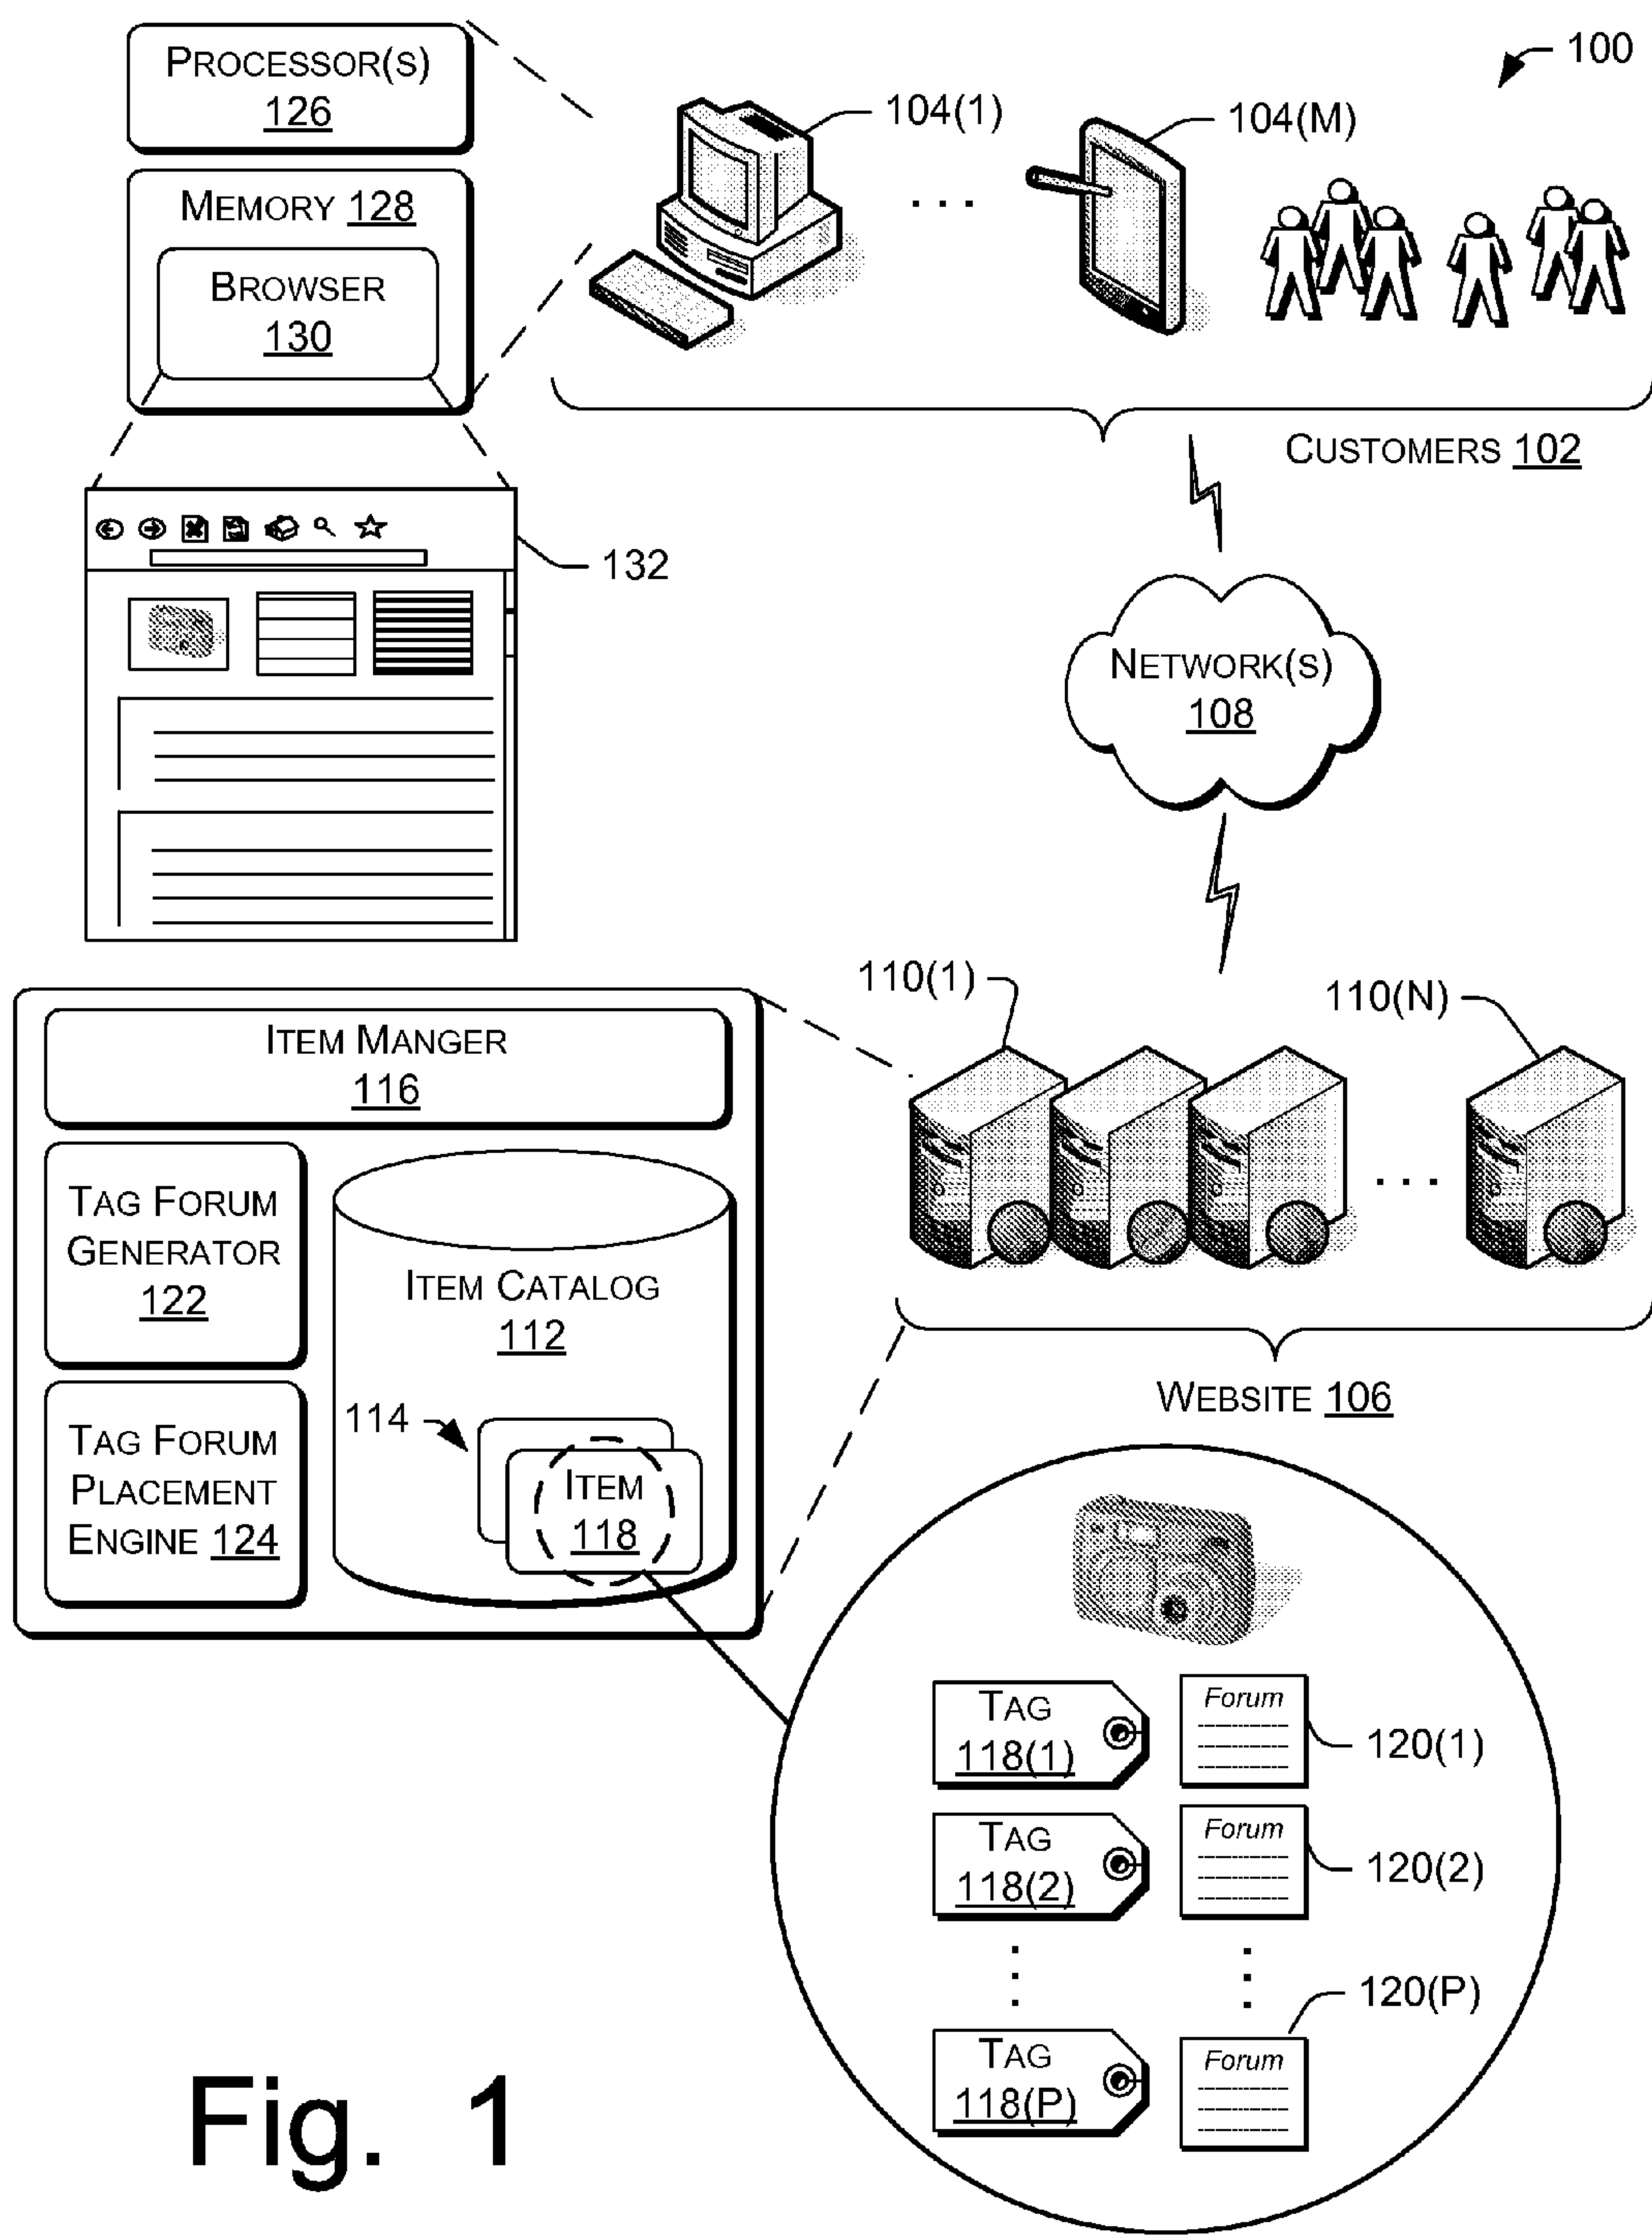 100
PROCESSOR(S)
126
104(1)
104(M)
...
MEMORY 128
BROWSER
130
CUSTOMERS 102
132
NETWORK(S)
108
110(1)
110(N)
ITEM MANGER
116
TAG FORUM
GENERATOR
122
ITEM CATALOG
112
...
WEBSITE 106
114
TAG FORUM
PLACEMENT
ENGINE 124
ITEM
118
TAG
118(1)
Forum
120(1)
TAG
118(2)
Forum
120(2)
120(P)
TAG
118(P)
Forum
Fig. 1